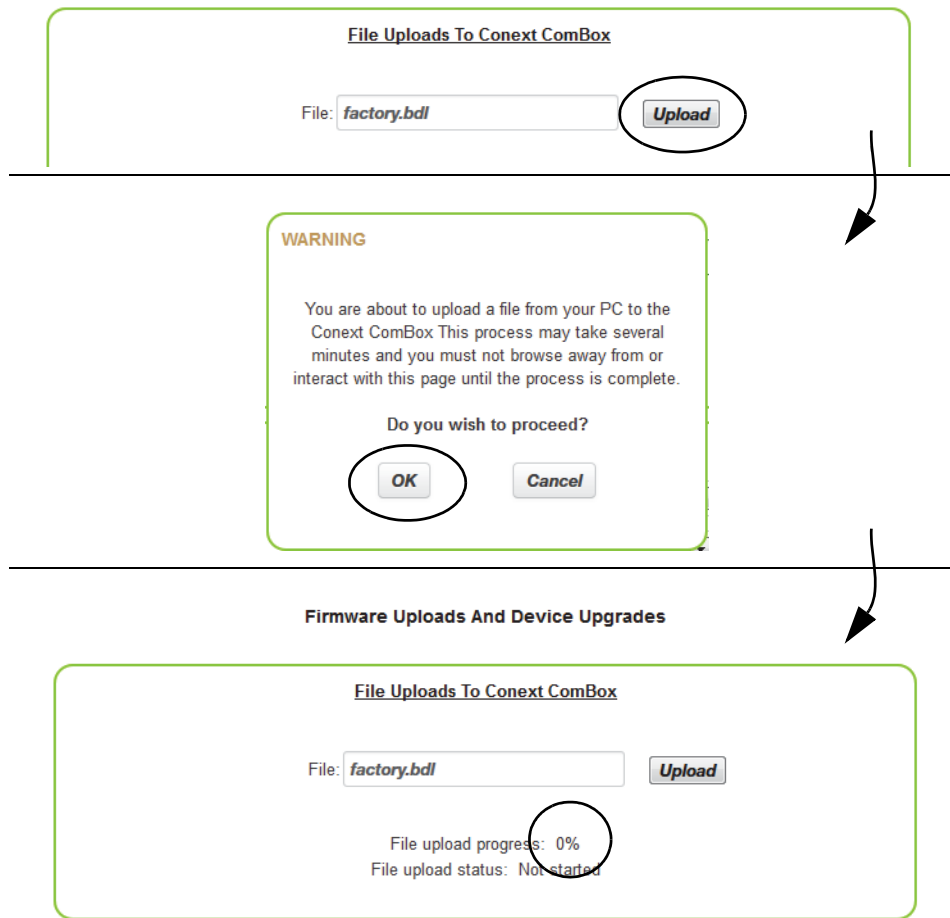 File Uploads To Conext ComBox
File: factory.bdl Upload
WARNING
You are about to upload a file from your PC to the
Conext ComBox This process may take several
minutes and you must not browse away from or
interact with this page until the process is complete.
Do you wish to proceed?
OK Cancel
Firmware Uploads And Device Upgrades
File Uploads To Conext ComBox
File: factory.bdl Upload
File upload progress: 0%
File upload status: Not started